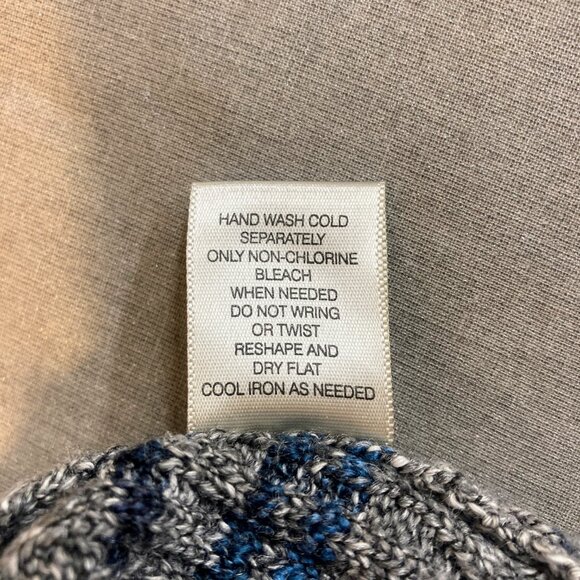 HAND WASH COLD
SEPARATELY
ONLY NON-CHLORINE
BLEACH
WHEN NEEDED
DO NOT WRING
OR TWIST
RESHAPE AND
DRY FLAT
COOL IRON AS NEEDED